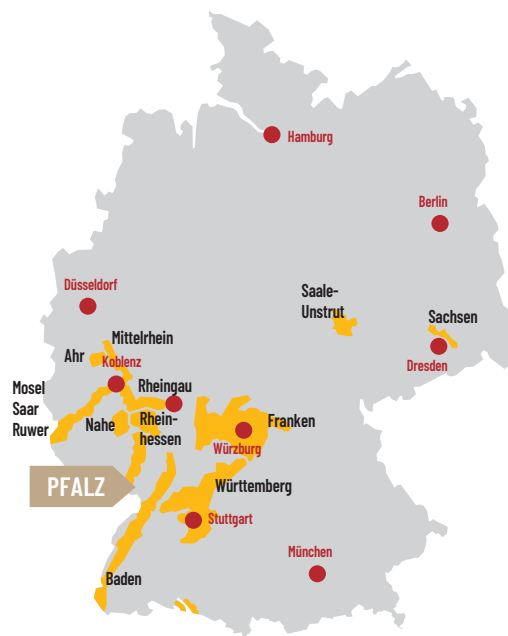 Hamburg
Berlin
Düsseldorf
Saale-
Unstrut
Sachsen
Mittelrhein
Ahr
Koblenz
Dresden
Rheingau
Mosel
Saar
Ruwer
Nahe
Rhein-
hessen
Franken
Würzburg
PFALZ
Württemberg
Stuttgart
München
Baden